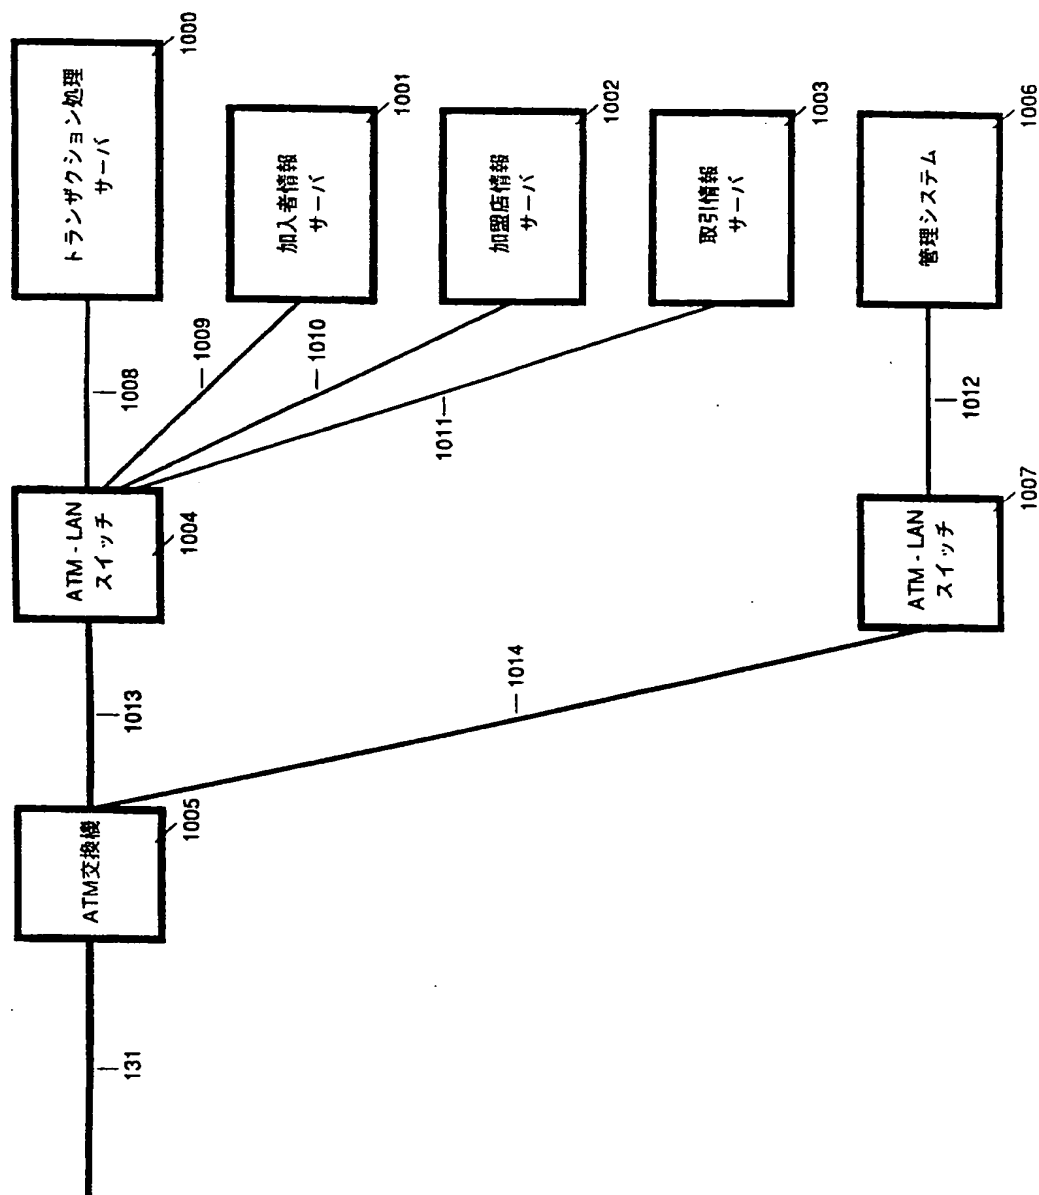 トランザクション処理
サーバ
1000
加入者情報
サーバ
1001
加盟店情報
サーバ
1002
取引情報
サーバ
1003
管理システム
1006
1008
1009
1010
1011
1012
ATM - LAN
スイッチ
1004
ATM - LAN
スイッチ
1007
1013
1014
ATM交換機
1005
131